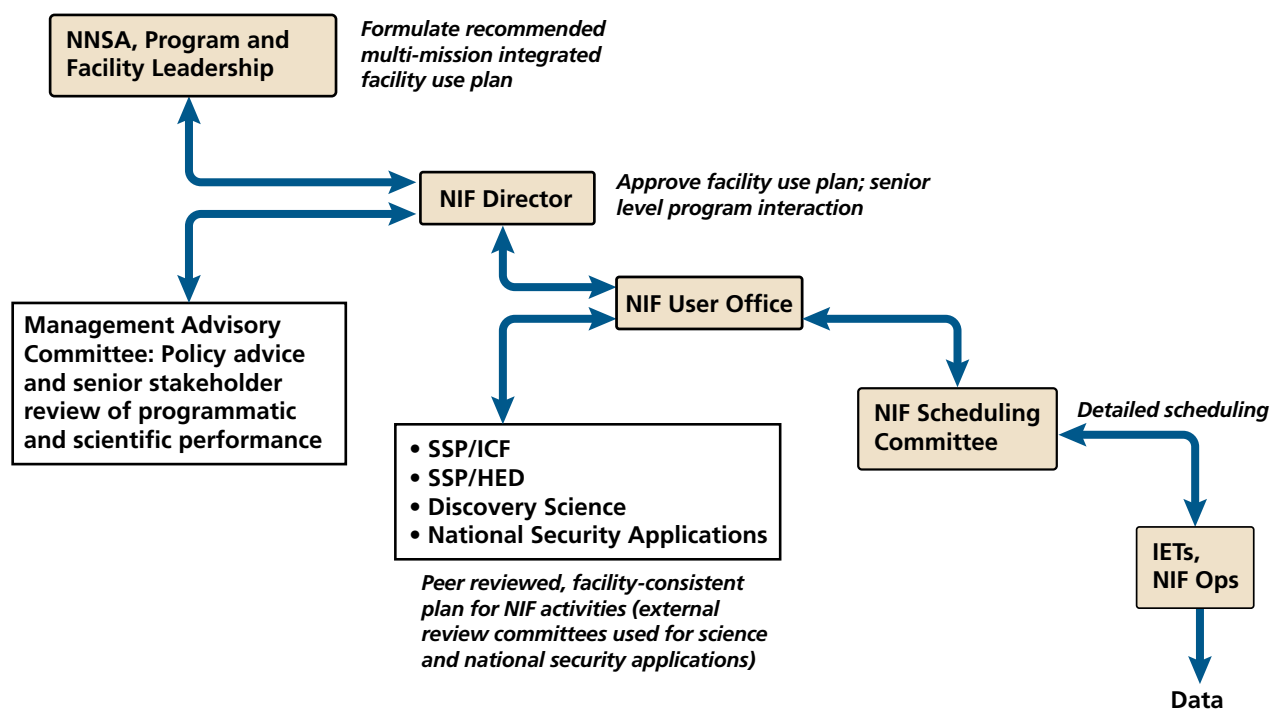 NNSA, Program and
Facility Leadership
Formulate recommended
multi-mission integrated
facility use plan
NIF Director
Approve facility use plan; senior
level program interaction
NIF User Office
Management Advisory
Committee: Policy advice
and senior stakeholder
review of programmatic
and scientific performance
NIF Scheduling
Committee
Detailed scheduling
• SSP/ICF
• SSP/HED
• Discovery Science
• National Security Applications
Peer reviewed, facility-consistent
plan for NIF activities (external
review committees used for science
and national security applications)
IETs,
NIF Ops
Data